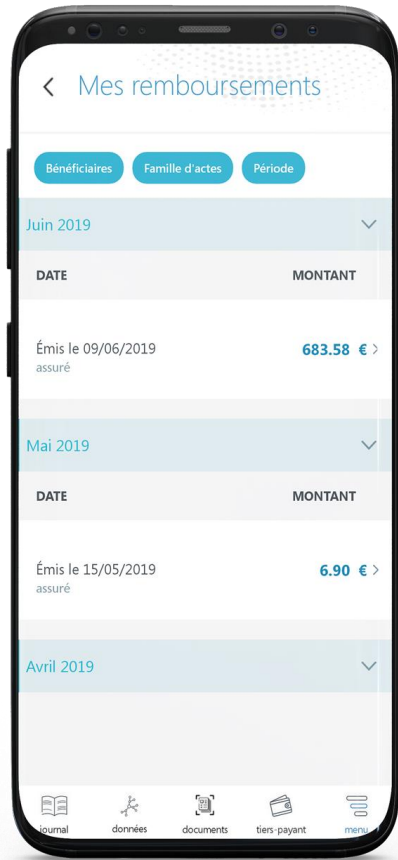 Mes remboursements
Bénéficiaires Famille d'actes Période
Juin 2019
DATE MONTANT
Émis le 09/06/2019 683.58 €
assuré
Mai 2019
DATE MONTANT
Émis le 15/05/2019 6.90 €
assuré
Avril 2019
journal données documents tiers-payant menu